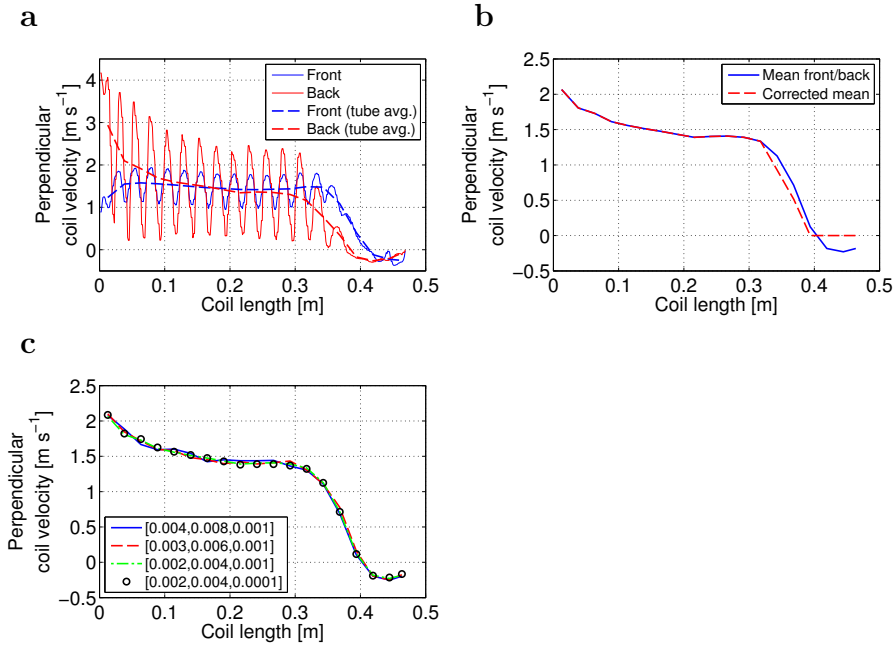 a
Perpendicular
coil velocity [m s⁻¹]
4
3
2
1
0
0 0.1 0.2 0.3 0.4 0.5
Coil length [m]
Front
Back
Front (tube avg.)
Back (tube avg.)
b
Perpendicular
coil velocity [m s⁻¹]
2.5
2
1.5
1
0.5
0
−0.5
0 0.1 0.2 0.3 0.4 0.5
Coil length [m]
Mean front/back
Corrected mean
c
Perpendicular
coil velocity [m s⁻¹]
2.5
2
1.5
1
0.5
0
−0.5
0 0.1 0.2 0.3 0.4 0.5
Coil length [m]
[0.004,0.008,0.001]
[0.003,0.006,0.001]
[0.002,0.004,0.001]
[0.002,0.004,0.0001]